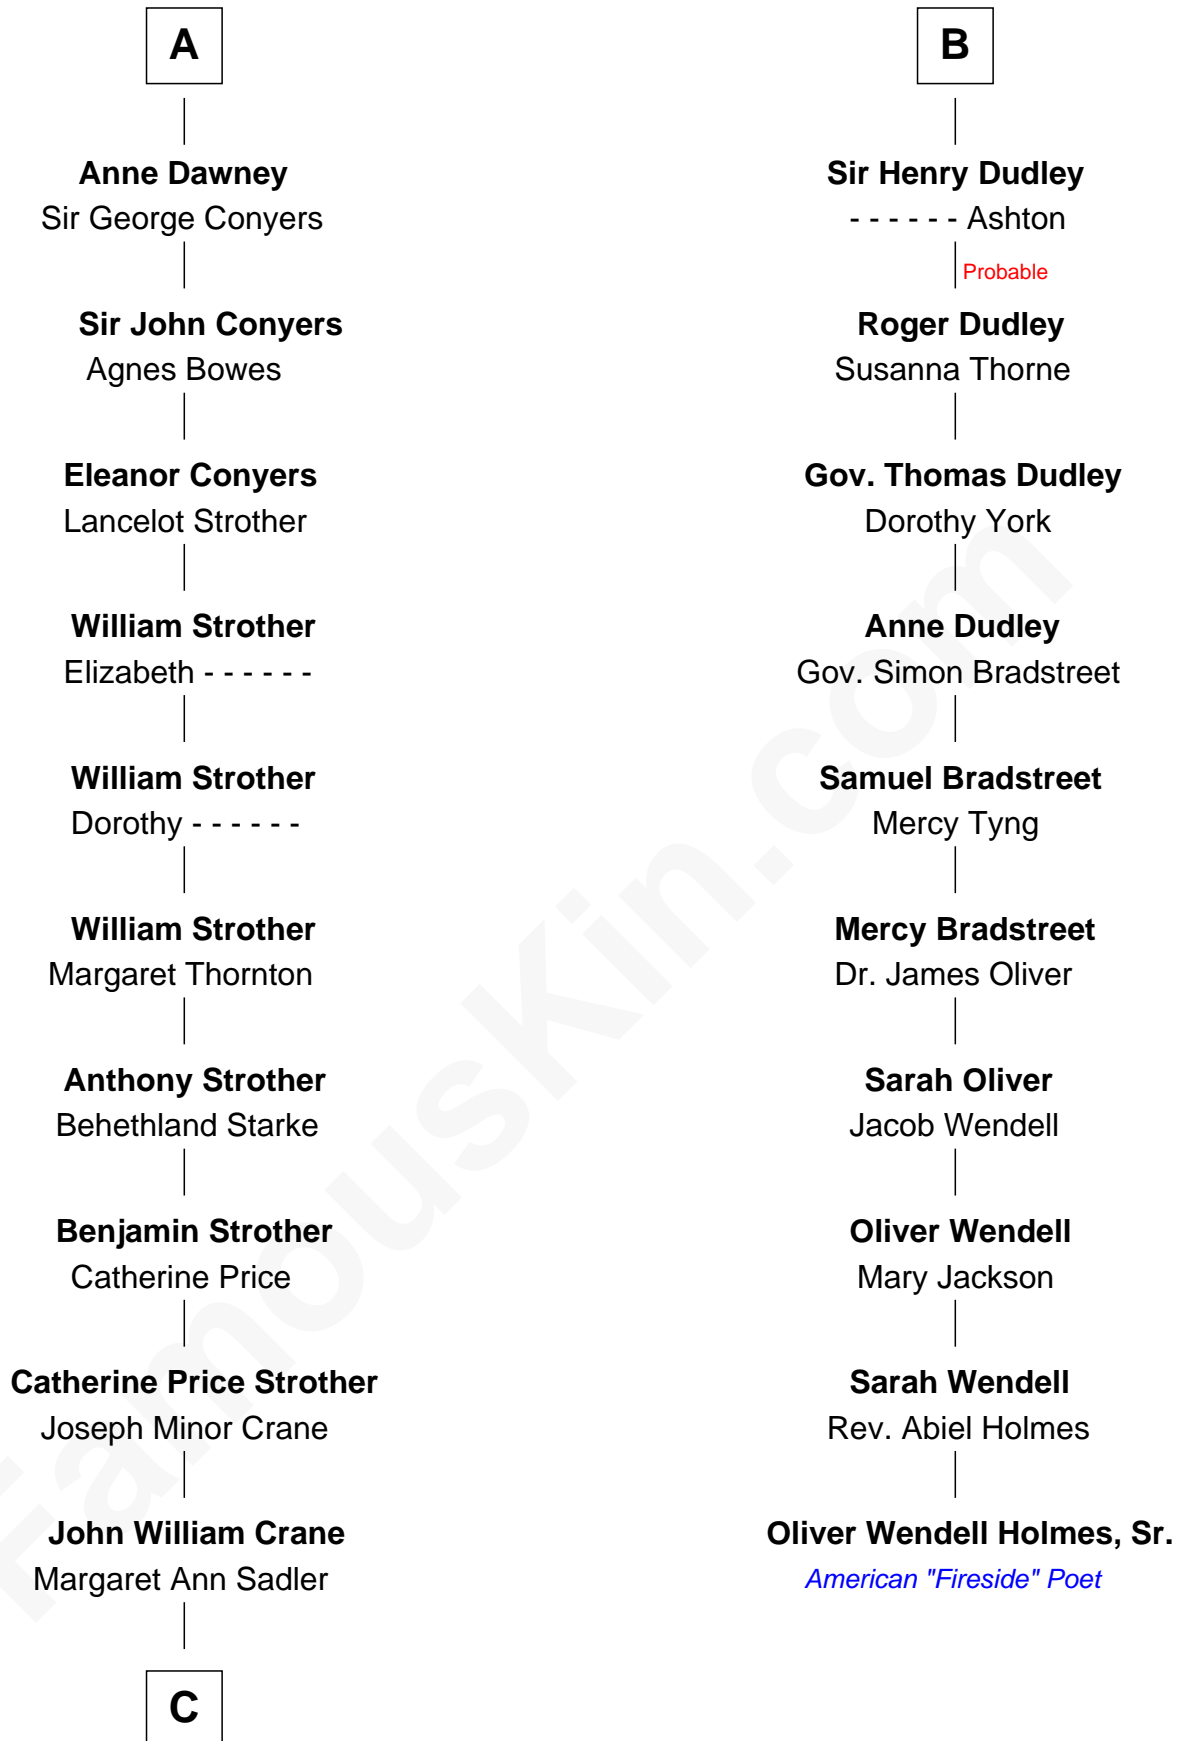 A
Anne Dawney
Sir George Conyers
Sir John Conyers
Agnes Bowes
Eleanor Conyers
Lancelot Strother
William Strother
Elizabeth - - - - - -
William Strother
Dorothy - - - - - -
William Strother
Margaret Thornton
Anthony Strother
Behethland Starke
Benjamin Strother
Catherine Price
Catherine Price Strother
Joseph Minor Crane
John William Crane
Margaret Ann Sadler
C
B
Sir Henry Dudley
- - - - - - Ashton
Probable
Roger Dudley
Susanna Thorne
Gov. Thomas Dudley
Dorothy York
Anne Dudley
Gov. Simon Bradstreet
Samuel Bradstreet
Mercy Tyng
Mercy Bradstreet
Dr. James Oliver
Sarah Oliver
Jacob Wendell
Oliver Wendell
Mary Jackson
Sarah Wendell
Rev. Abiel Holmes
Oliver Wendell Holmes, Sr.
American "Fireside" Poet
FamousKin.com